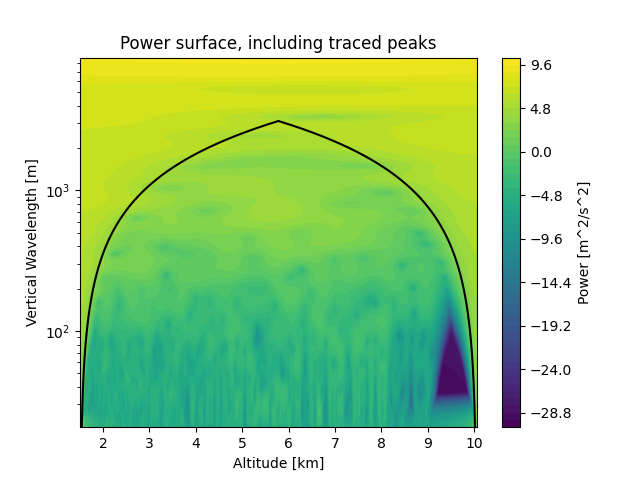 Power surface, including traced peaks
Vertical Wavelength [m]
10^3
10^2
2 3 4 5 6 7 8 9 10
Altitude [km]
9.6
4.8
0.0
−4.8
−9.6
−14.4
−19.2
−24.0
−28.8
Power [m^2/s^2]